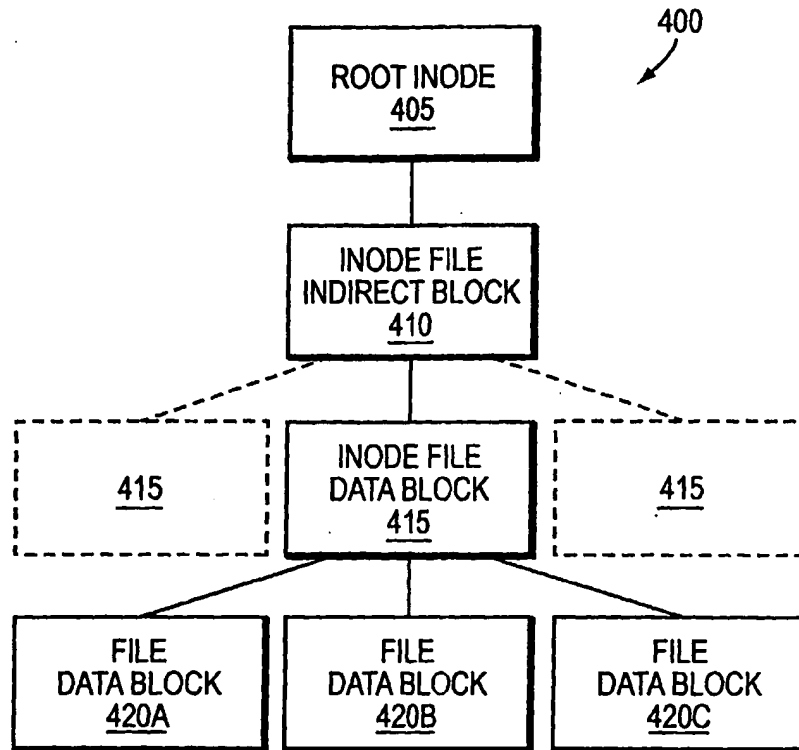 400
ROOT INODE
405
INODE FILE
INDIRECT BLOCK
410
415
INODE FILE
DATA BLOCK
415
415
FILE
DATA BLOCK
420A
FILE
DATA BLOCK
420B
FILE
DATA BLOCK
420C